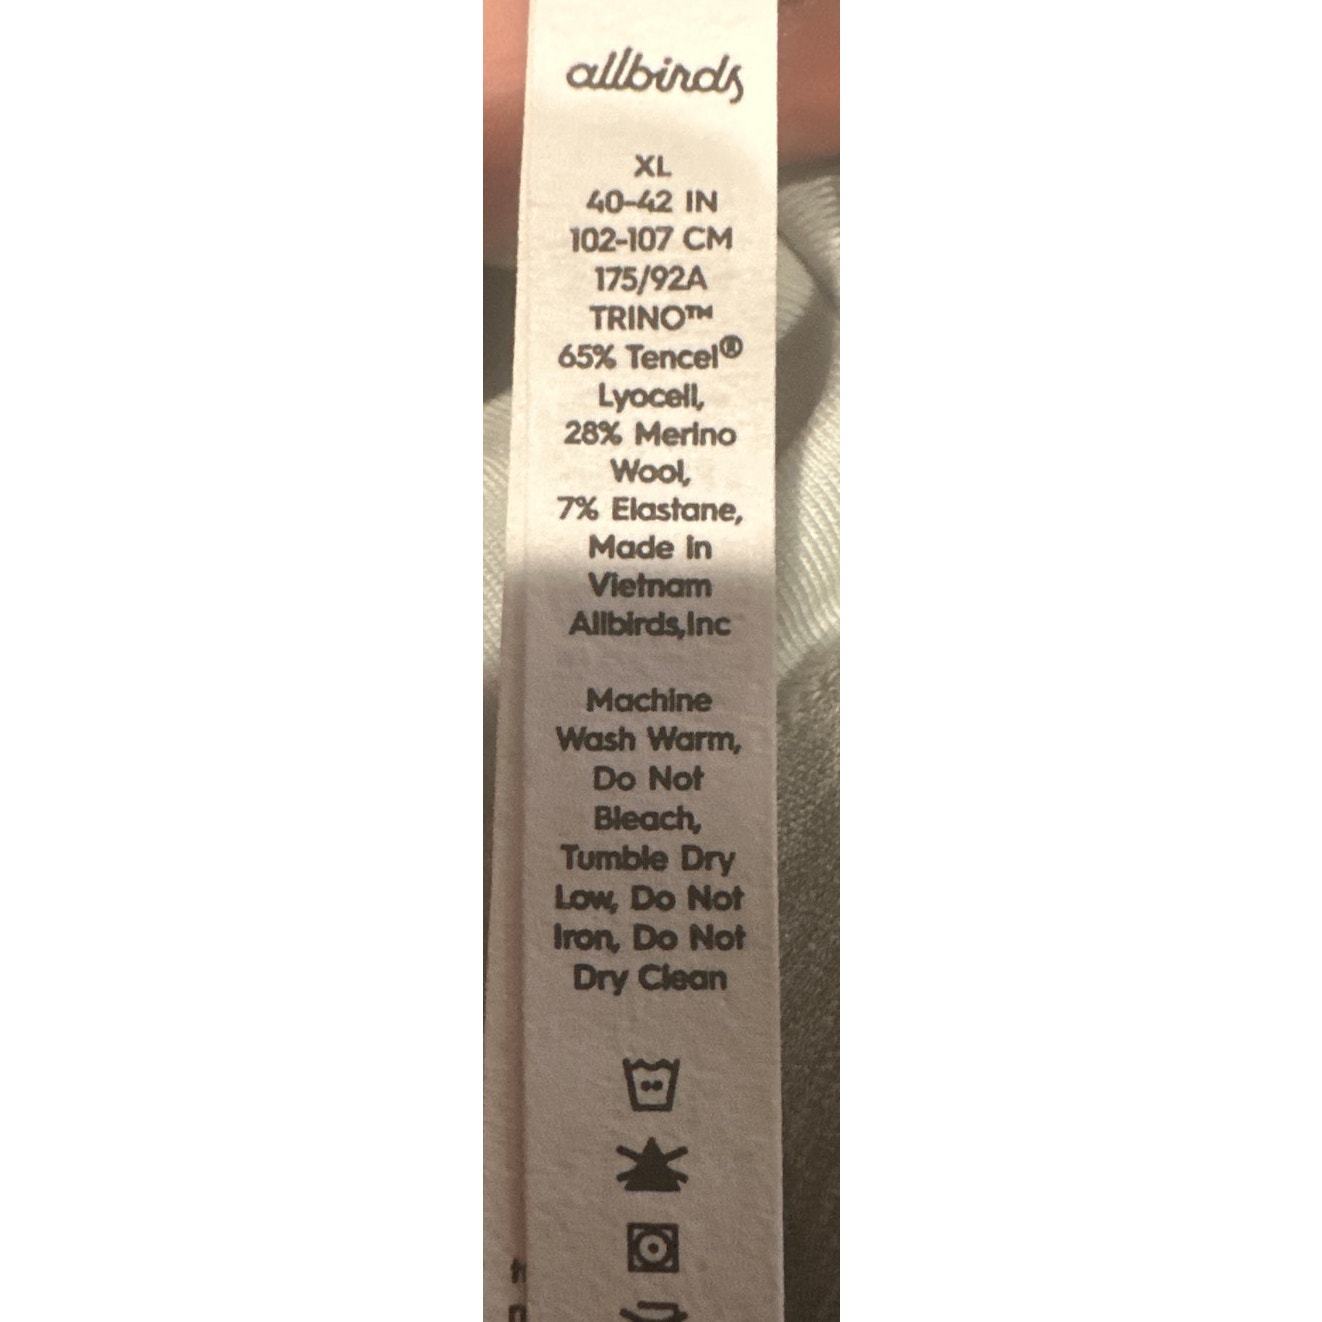 allbirds
XL
40-42 IN
102-107 CM
175/92A
TRINO™
65% Tencel®
Lyocell,
28% Merino
Wool,
7% Elastane,
Made in
Vietnam
Allbirds,Inc
Machine
Wash Warm,
Do Not
Bleach,
Tumble Dry
Low, Do Not
Iron, Do Not
Dry Clean